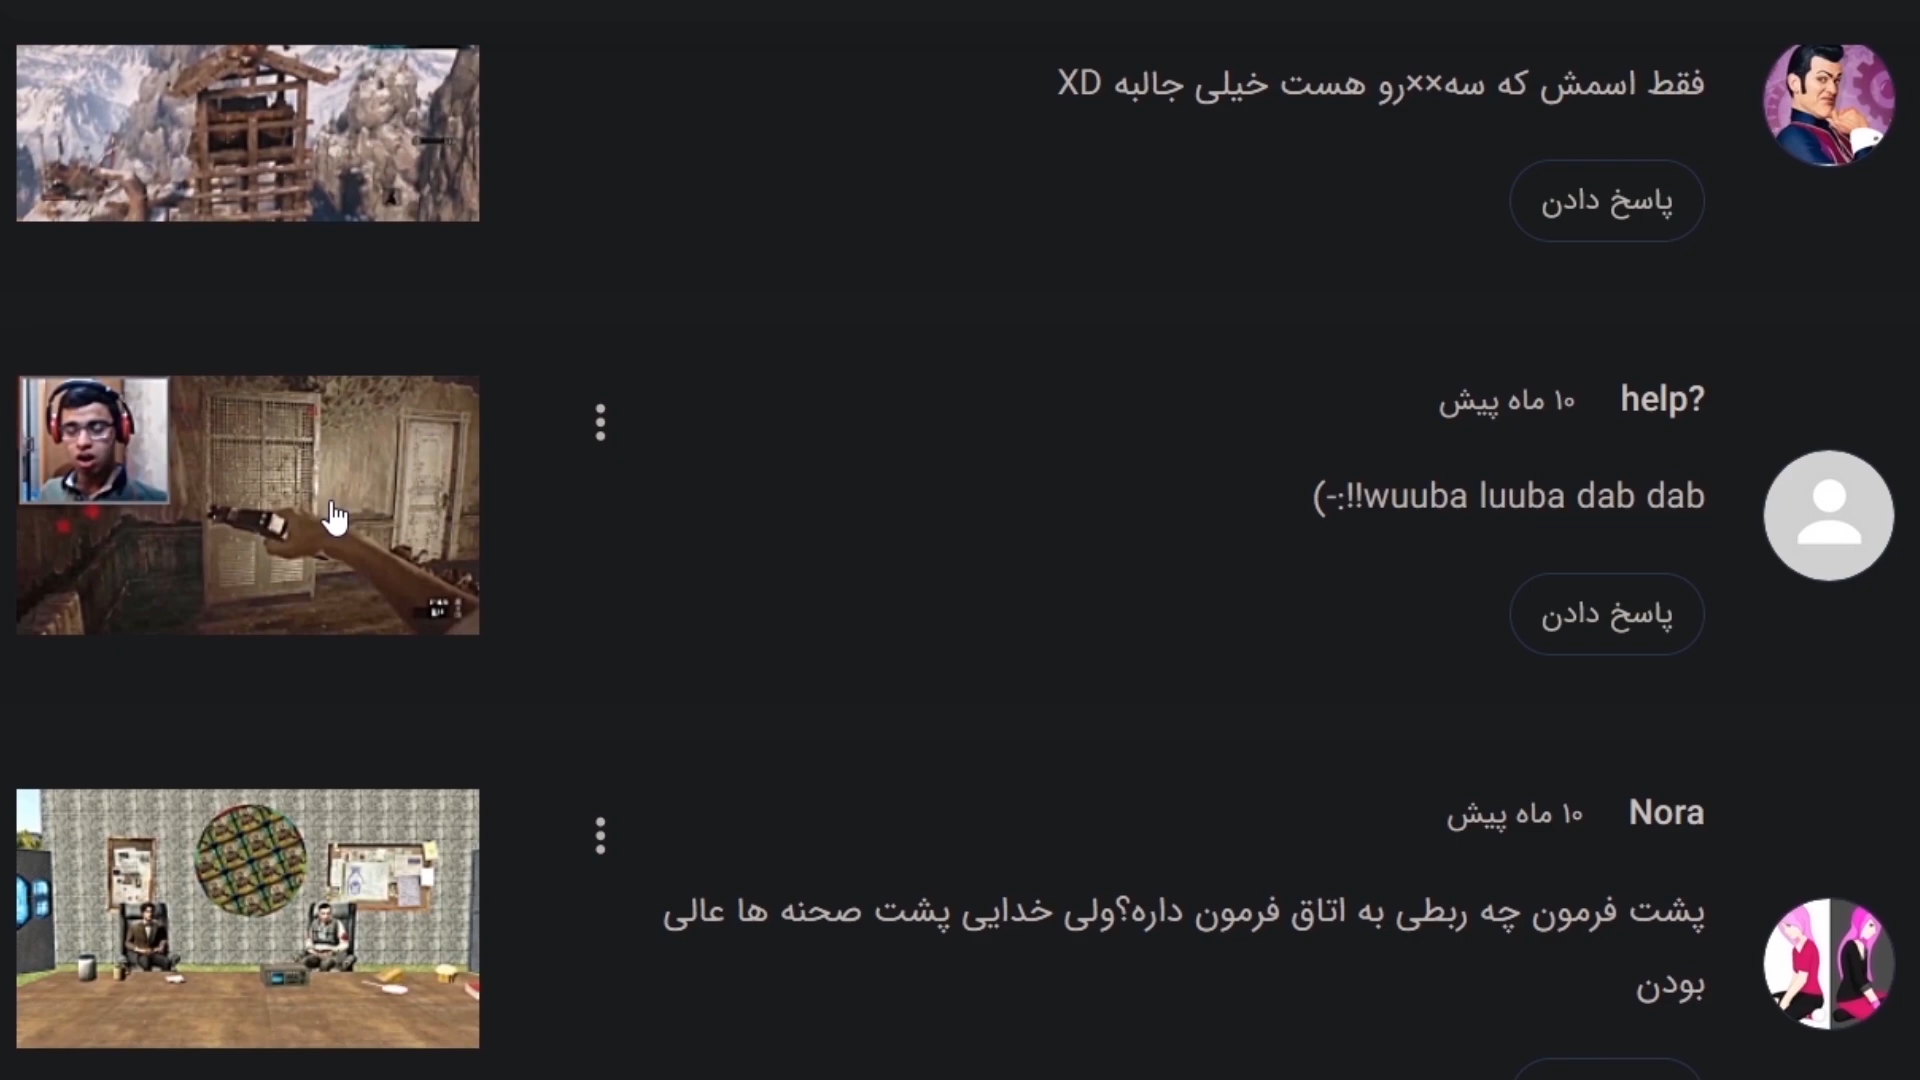 فقط اسمش که سه××رو هست خیلی جالبه XD
پاسخ دادن
help? ۱۰ ماه پیش
wuuba luuba dab dab!!:-)
پاسخ دادن
Nora ۱۰ ماه پیش
پشت فرمون چه ربطی به اتاق فرمون داره؟ولی خدایی پشت صحنه ها عالی
بودن